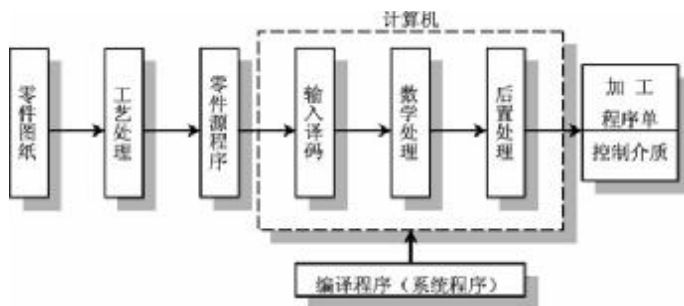 计算机
零件图纸
工艺处理
零件源程序
输入译码
数学处理
后置处理
加工
程序单
控制介质
编译程序（系统程序）